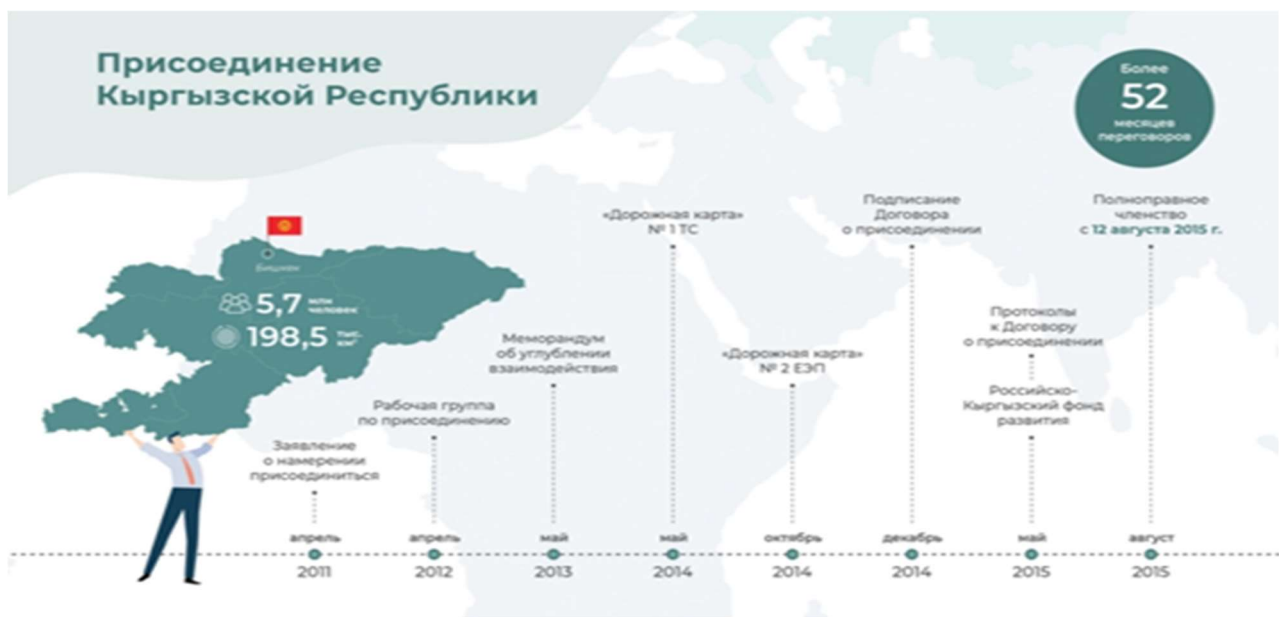 Присоединение
Кыргызской Республики
Более
52
месяцев
переговоров
Бишкек
5,7 млн
человек
198,5 тыс.
км²
Заявление
о намерении
присоединиться
Рабочая группа
по присоединению
Меморандум
об углублении
взаимодействия
«Дорожная карта»
№ 1 ТС
«Дорожная карта»
№ 2 ЕЭП
Подписание
Договора
о присоединении
Протоколы
к Договору
о присоединении
Российско-
Кыргызский фонд
развития
Полноправное
членство
с 12 августа 2015 г.
апрель
2011
апрель
2012
май
2013
май
2014
октябрь
2014
декабрь
2014
май
2015
август
2015